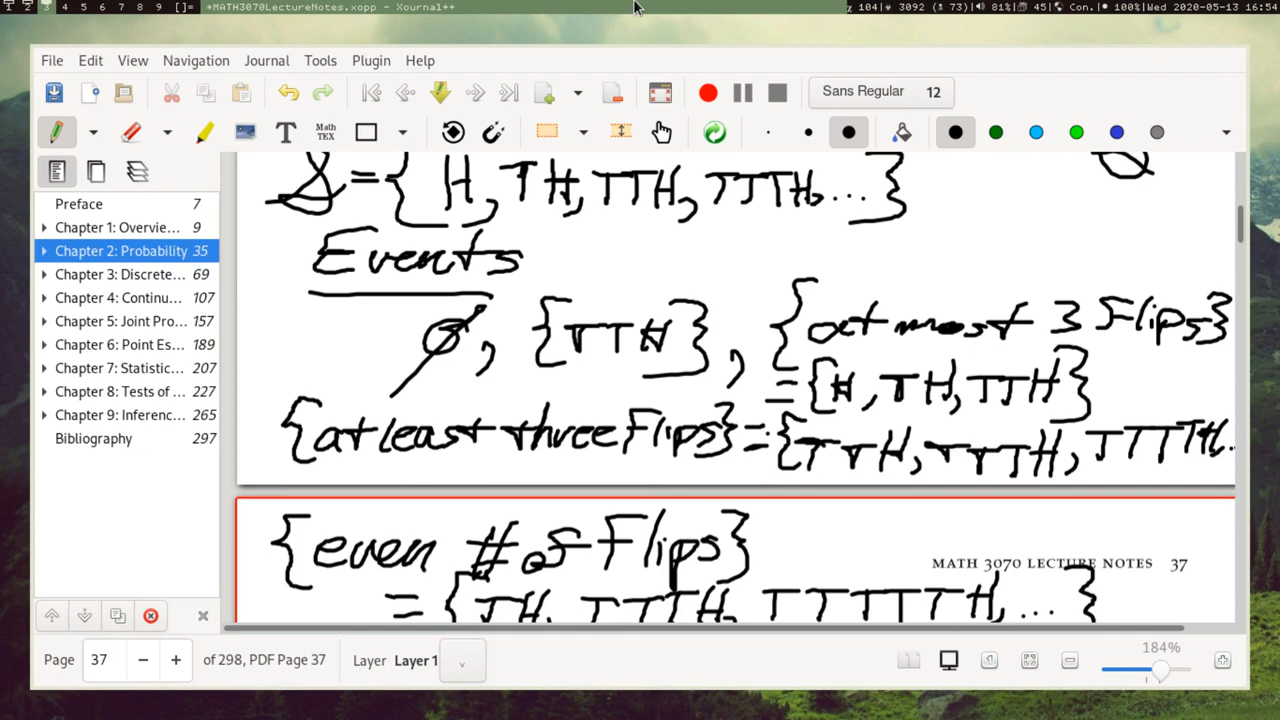 1 2 3 4 5 6 7 8 9 []= *MATH3070LectureNotes.xopp - Xournal++ 104| 3092 ( 73)| 81%| 45| Con.| 100%|Wed 2020-05-13 16:54
File Edit View Navigation Journal Tools Plugin Help
Sans Regular 12
T Math TEX
Preface 7
Chapter 1: Overvie... 9
Chapter 2: Probability 35
Chapter 3: Discrete... 69
Chapter 4: Continu... 107
Chapter 5: Joint Pro... 157
Chapter 6: Point Es... 189
Chapter 7: Statistic... 207
Chapter 8: Tests of ... 227
Chapter 9: Inferenc... 265
Bibliography 297
S = { H, TH, TTH, TTTH, ... }
Events
∅, {TTH}, {at most 3 Flips}
= {H, TH, TTH}
{at least three Flips} = {TTH, TTTH, TTTTH..
{even # of Flips}
MATH 3070 LECTURE NOTES 37
= {TH, TTTH, TTTTTH, ... }
Page 37 of 298, PDF Page 37 Layer Layer 1 184%